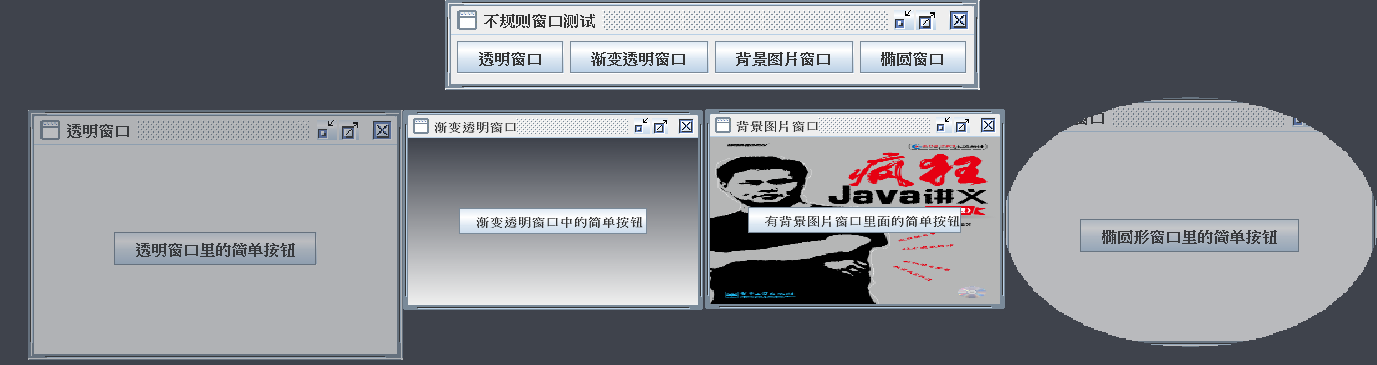 不规则窗口测试
透明窗口 渐变透明窗口 背景图片窗口 椭圆窗口
透明窗口
透明窗口里的简单按钮
渐变透明窗口
渐变透明窗口中的简单按钮
背景图片窗口
疯狂
Java讲义
有背景图片窗口里面的简单按钮
窗口
椭圆形窗口里的简单按钮